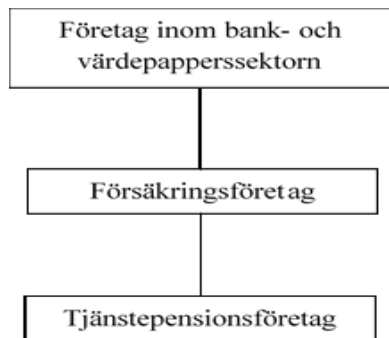 Företag inom bank- och
värdepapperssektorn
Försäkringsföretag
Tjänstepensionsföretag